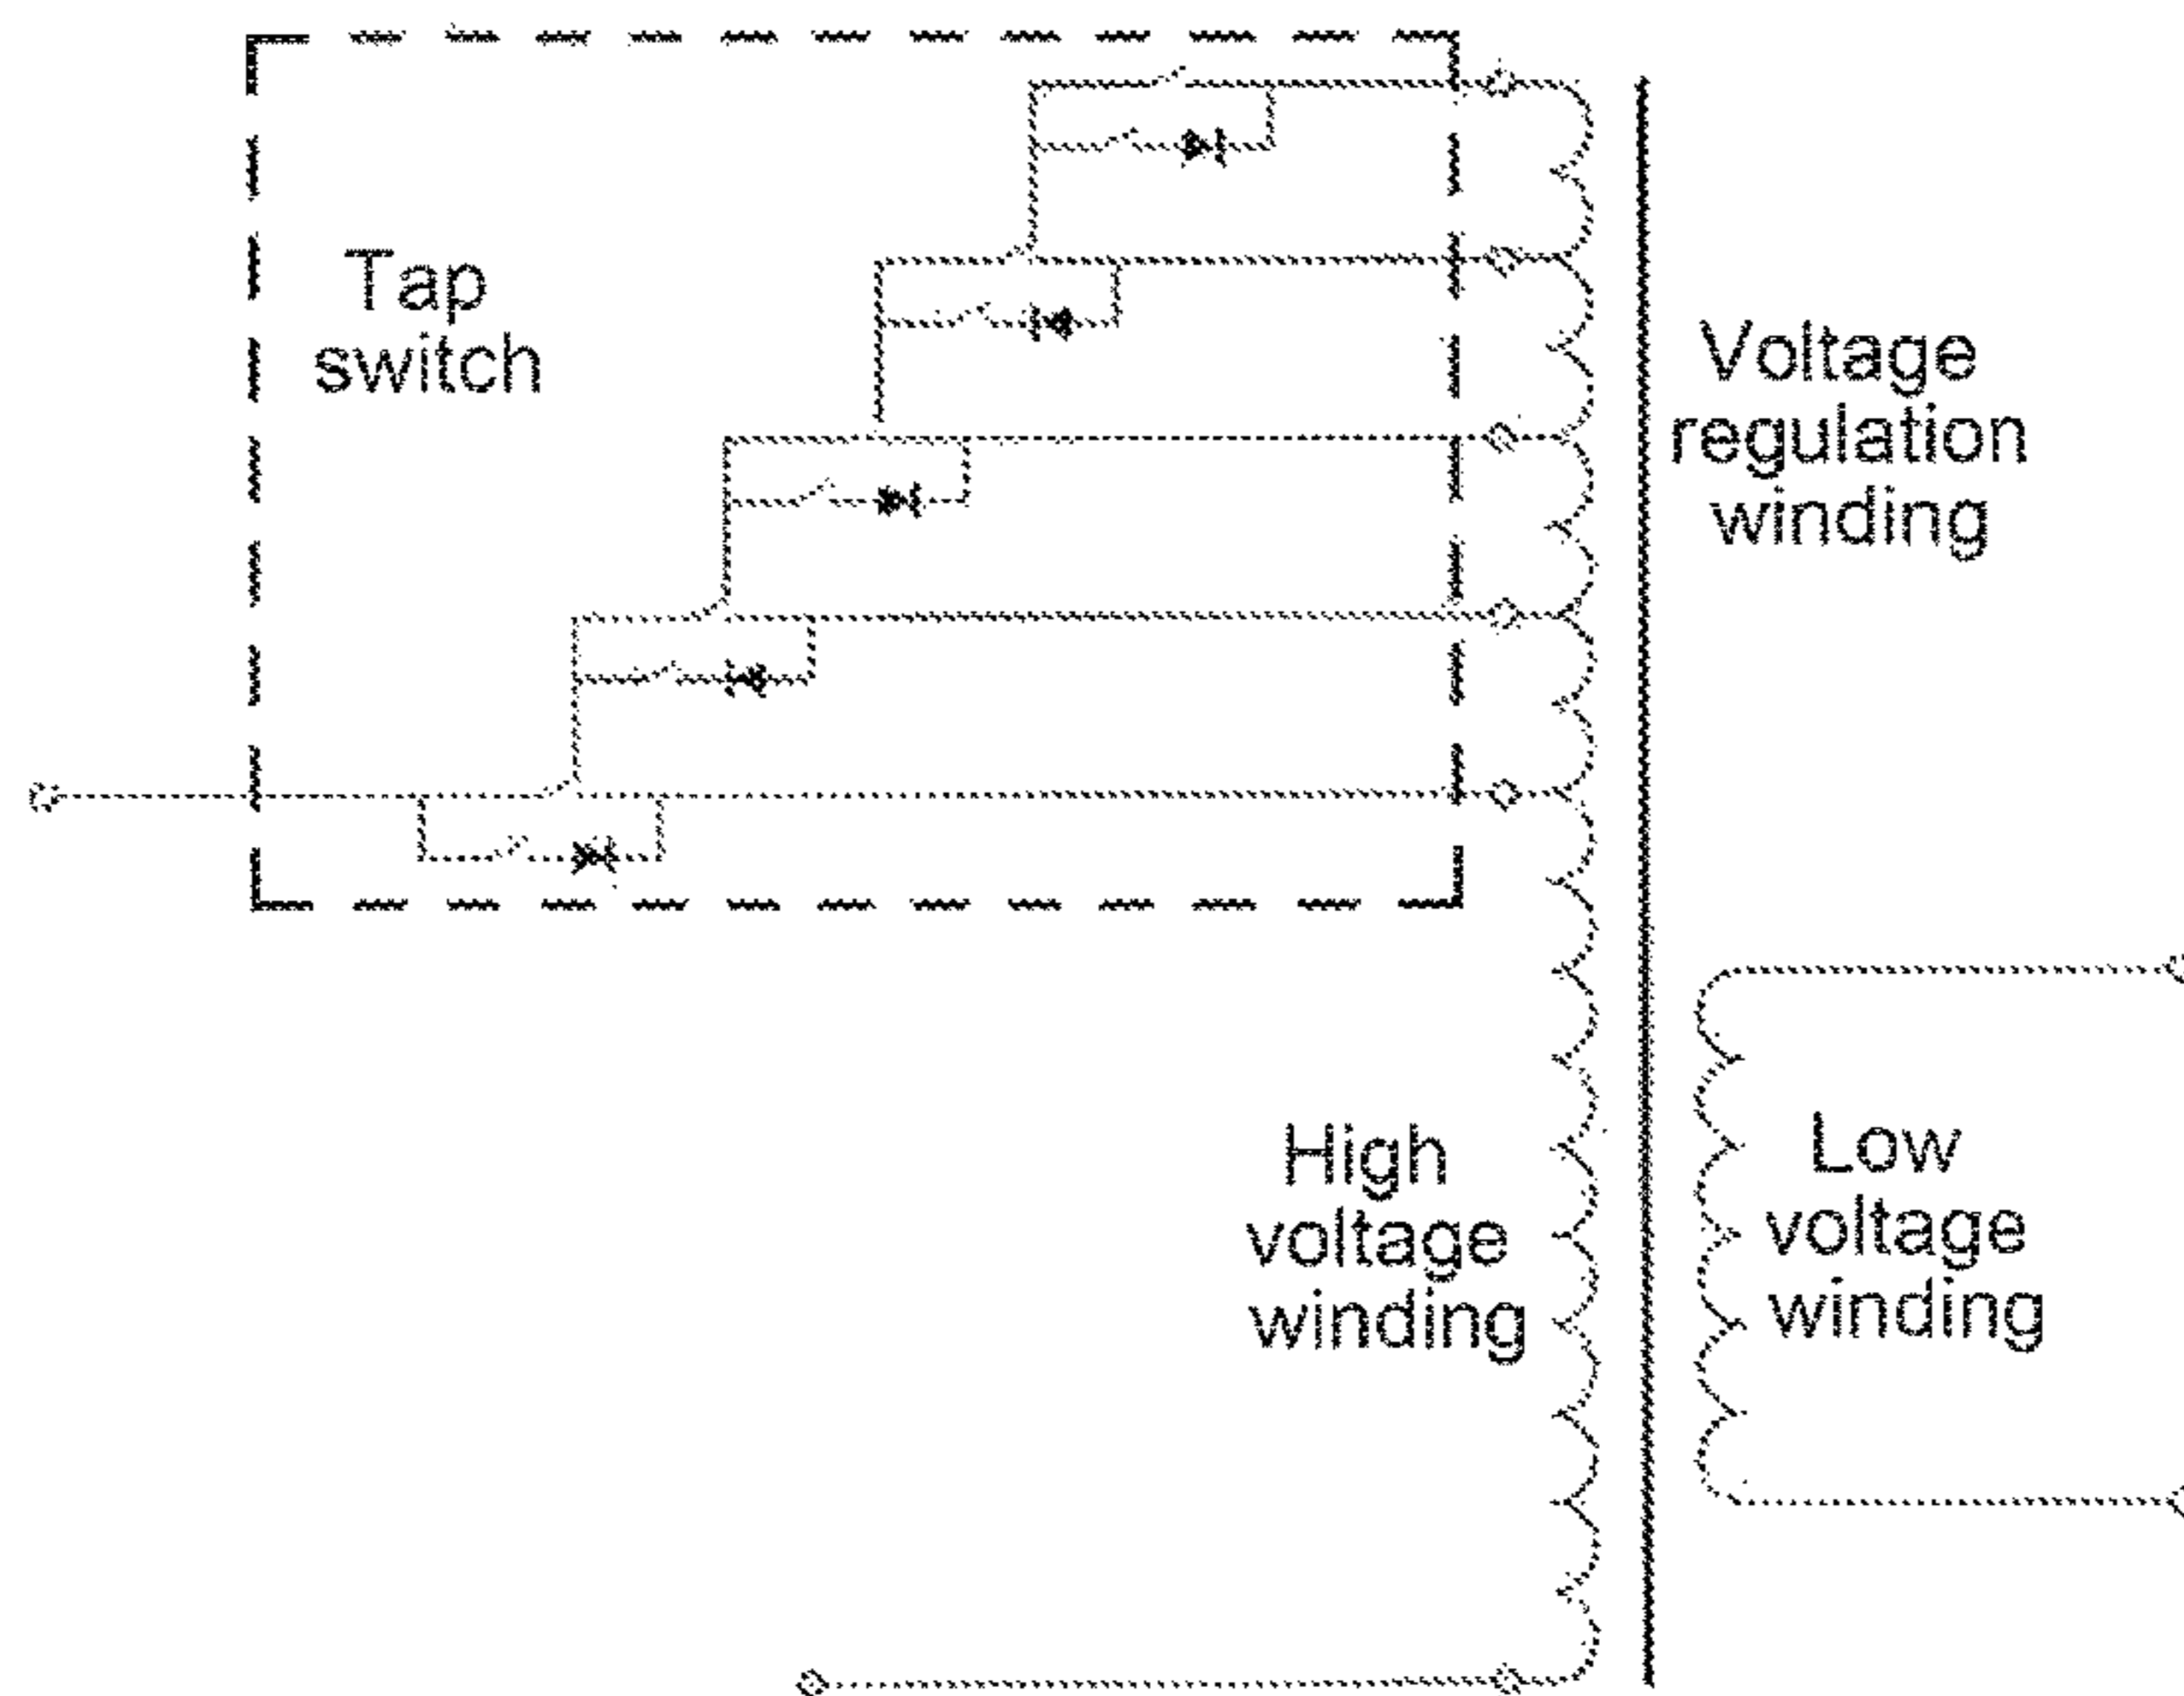 Tap
switch
Voltage
regulation
winding
High
voltage
winding
Low
voltage
winding